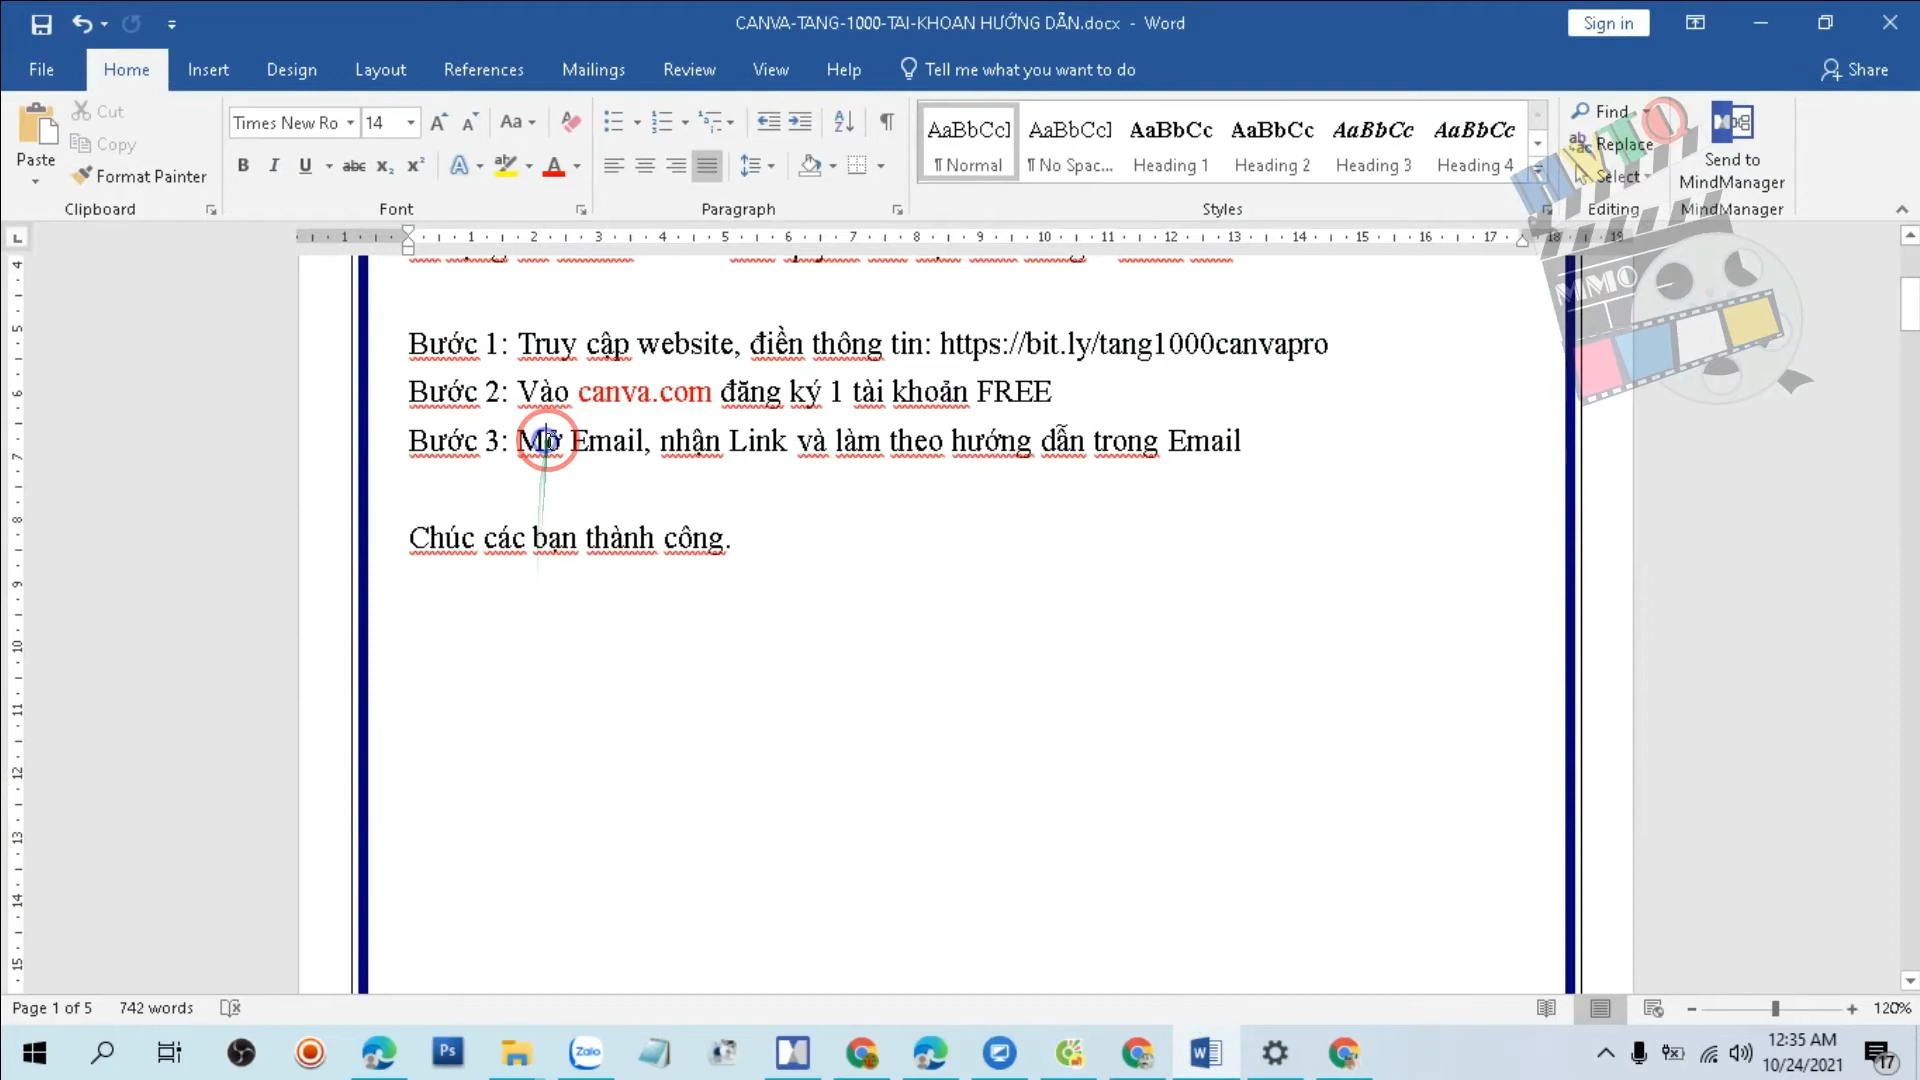 CANVA-TANG-1000-TAI-KHOAN HƯỚNG DẪN.docx - Word
Sign in
File Home Insert Design Layout References Mailings Review View Help Tell me what you want to do Share
Paste
Cut
Copy
Format Painter
Clipboard
Times New Ro 14
Font
Paragraph
AaBbCc] AaBbCc] AaBbCc AaBbCc AaBbCc AaBbCc
¶ Normal ¶ No Spac... Heading 1 Heading 2 Heading 3 Heading 4
Styles
Find
Replace
Select
Editing
Send to
MindManager
MindManager
MMO
Bước 1: Truy cập website, điền thông tin: https://bit.ly/tang1000canvapro
Bước 2: Vào canva.com đăng ký 1 tài khoản FREE
Bước 3: Mở Email, nhận Link và làm theo hướng dẫn trong Email
Chúc các bạn thành công.
Page 1 of 5 742 words
120%
Ps
Zalo
12:35 AM
10/24/2021
17